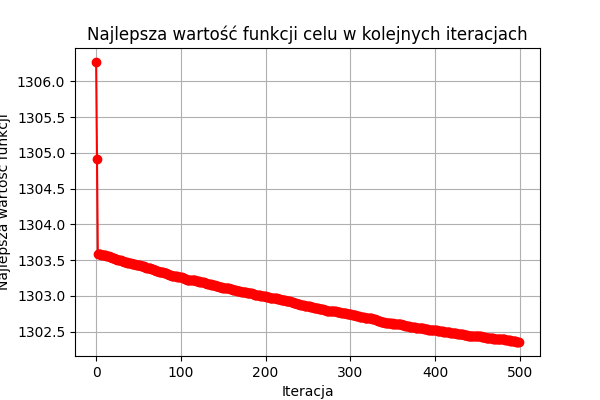 Najlepsza wartość funkcji celu w kolejnych iteracjach
Najlepsza wartość funkcji
1306.0
1305.5
1305.0
1304.5
1304.0
1303.5
1303.0
1302.5
0 100 200 300 400 500
Iteracja